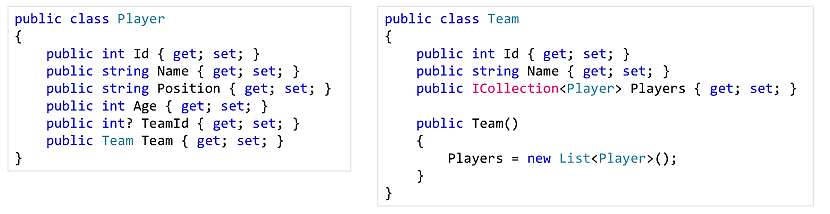 public class Player
{
    public int Id { get; set; }
    public string Name { get; set; }
    public string Position { get; set; }
    public int Age { get; set; }
    public int? TeamId { get; set; }
    public Team Team { get; set; }
}
public class Team
{
    public int Id { get; set; }
    public string Name { get; set; }
    public ICollection<Player> Players { get; set; }

    public Team()
    {
        Players = new List<Player>();
    }
}